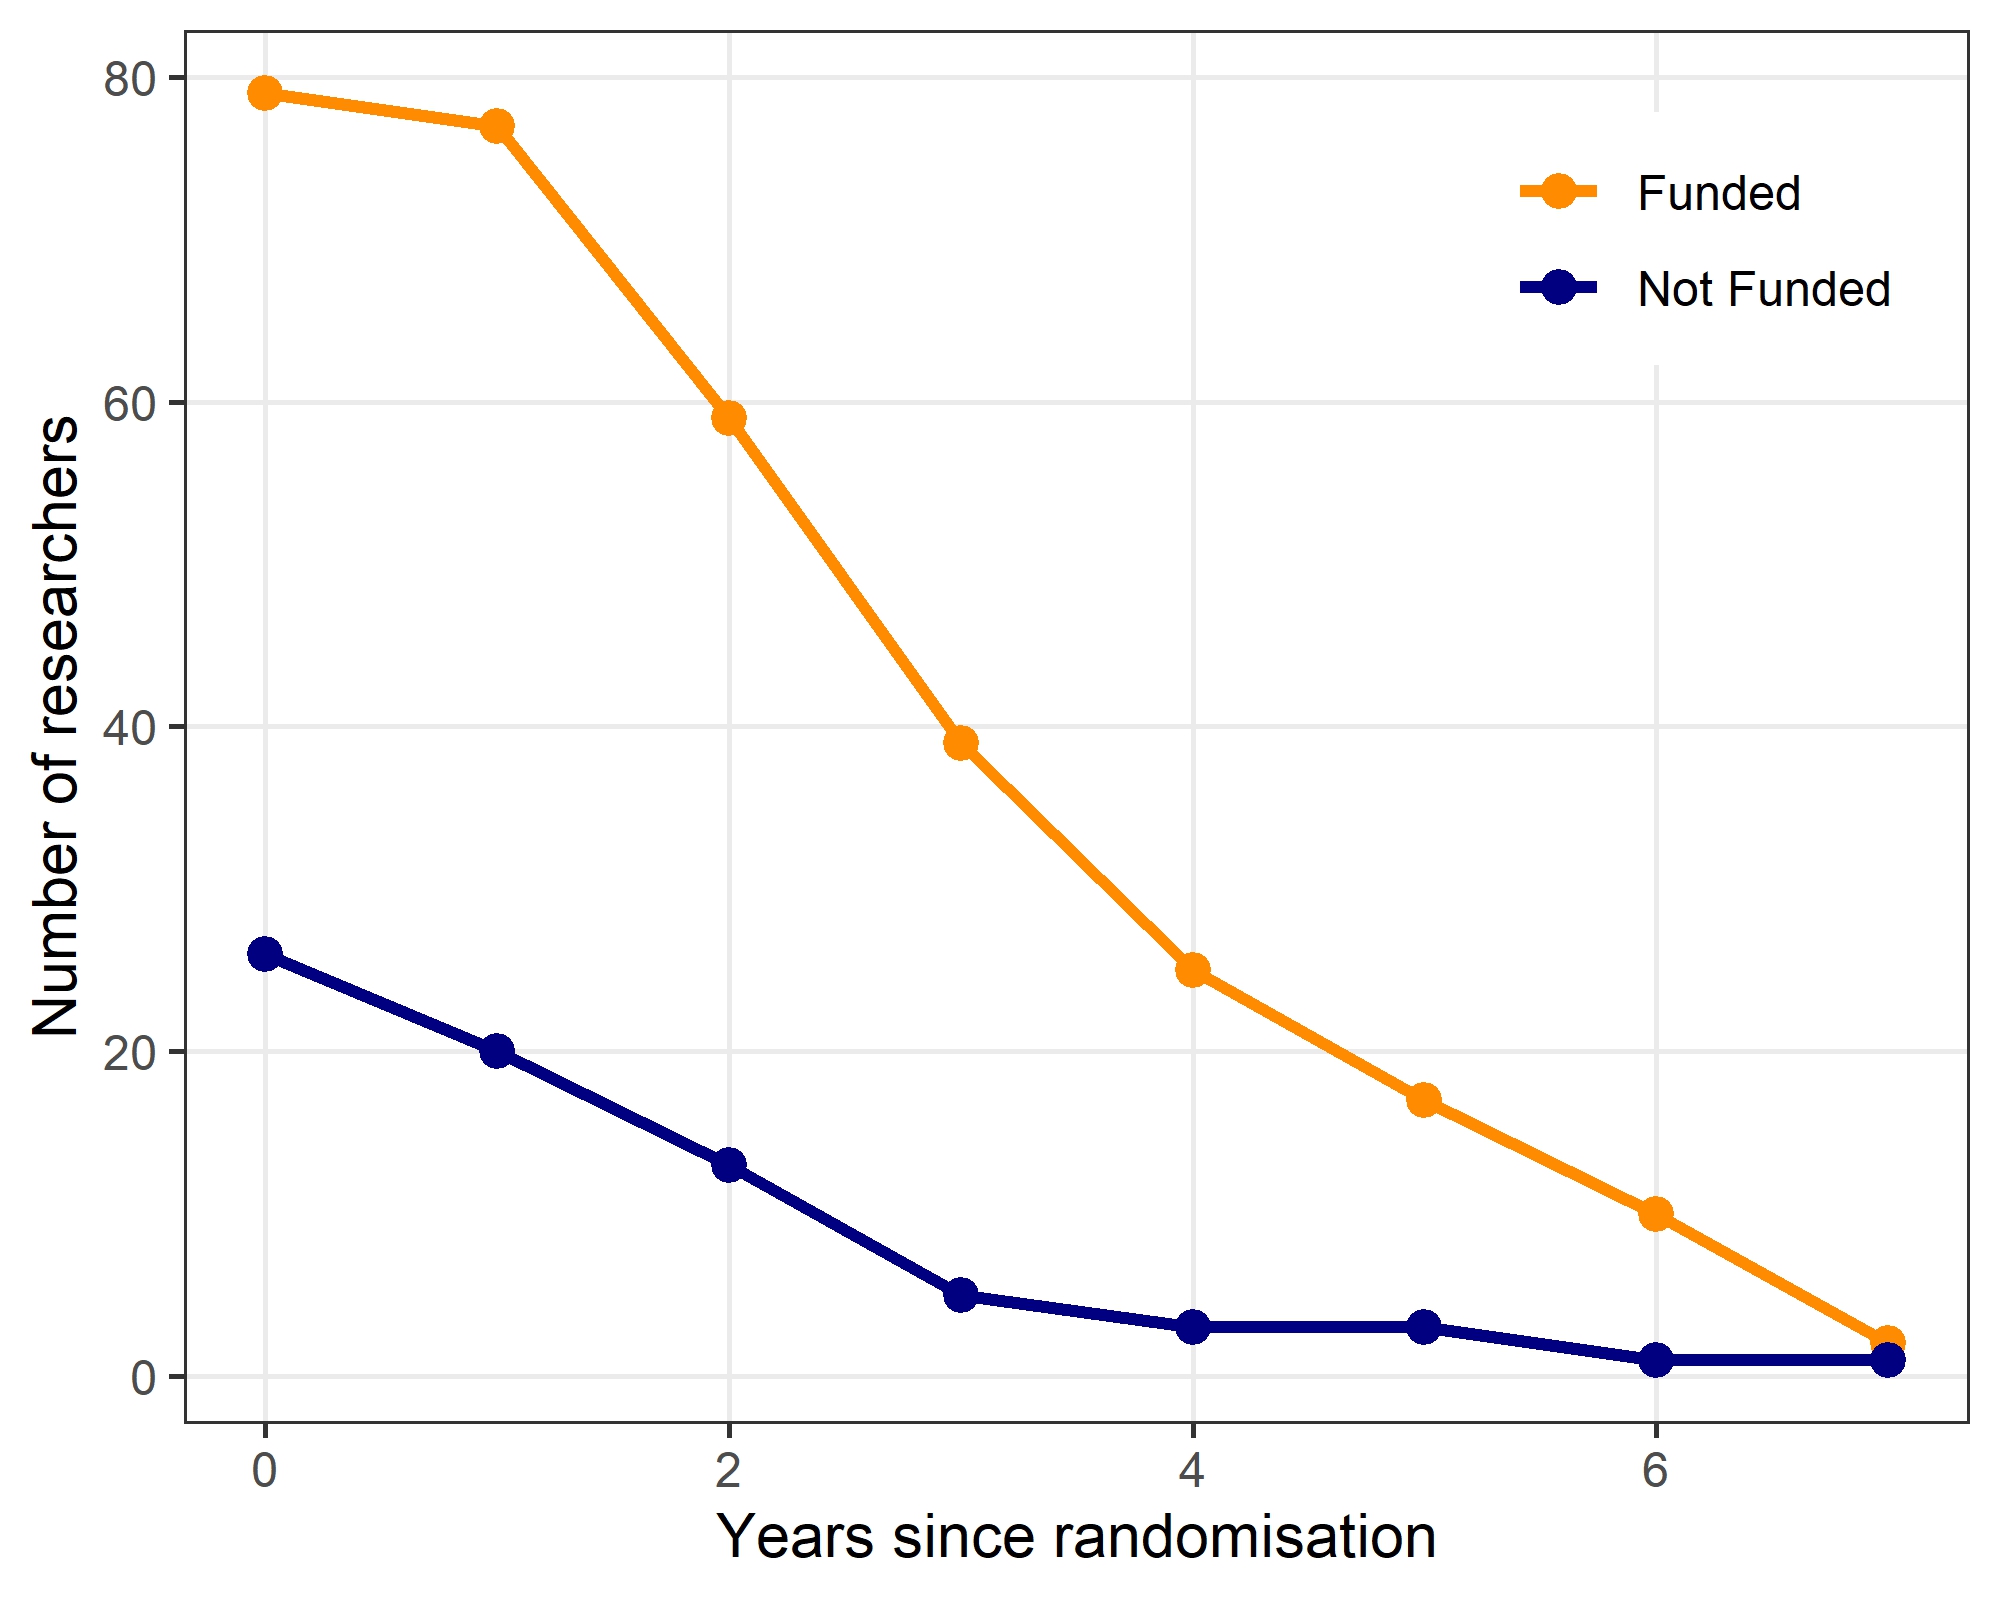 80
60
40
20
0
Number of researchers
Funded
Not Funded
0 2 4 6
Years since randomisation